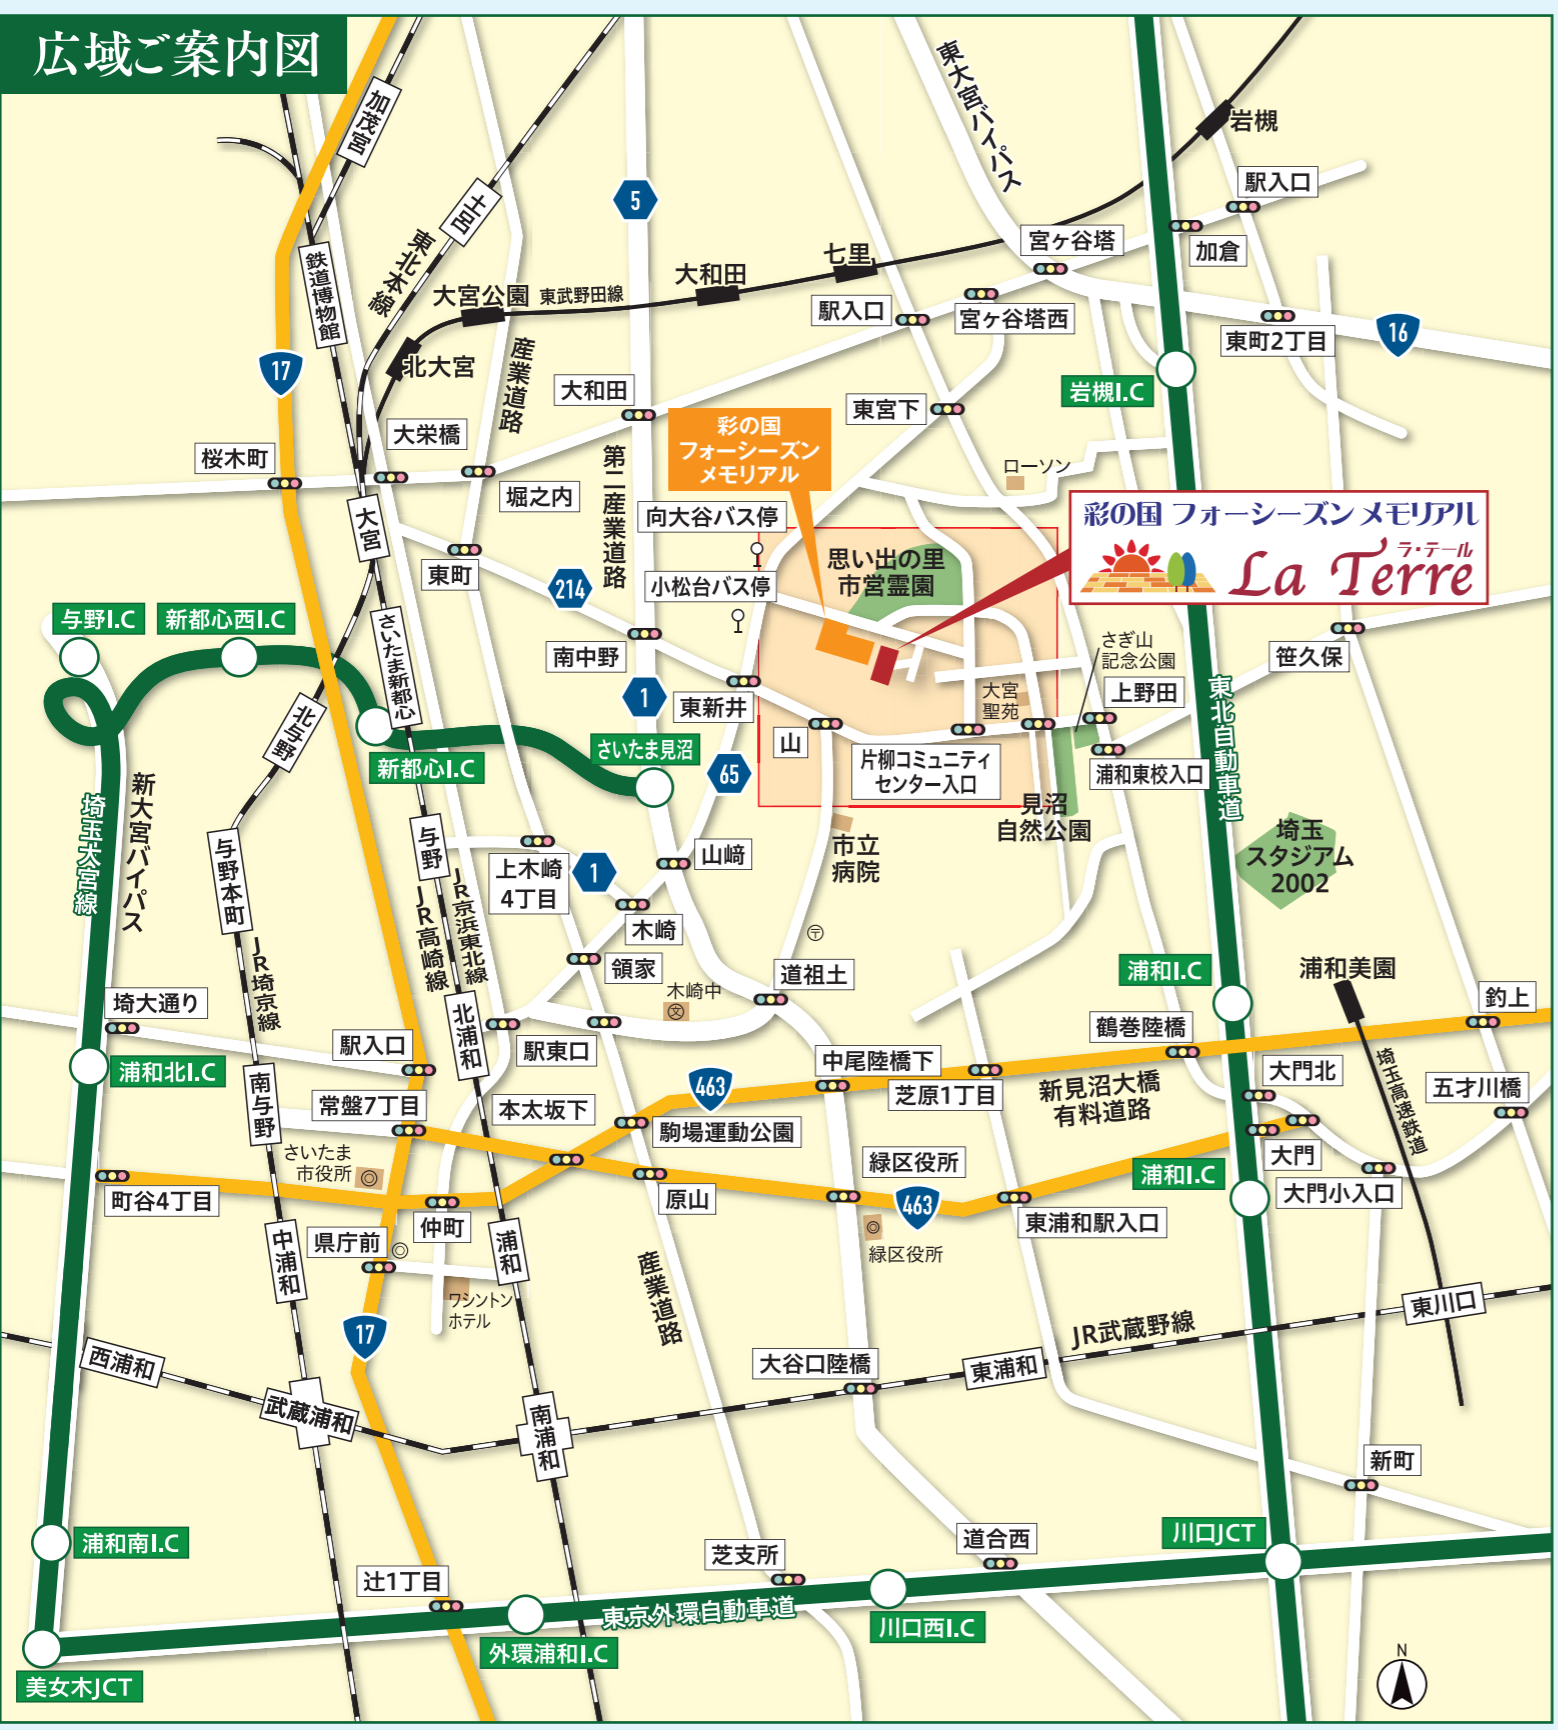 広域ご案内図
加茂宮
土呂
東北本線
鉄道博物館
大宮公園
東武野田線
北大宮
産業道路
大和田
七里
岩槻
東大宮バイパス
5
17
駅入口
宮ヶ谷塔
加倉
駅入口
宮ヶ谷塔西
東町2丁目
16
岩槻I.C
大和田
東宮下
大栄橋
桜木町
堀之内
大宮
東町
第二産業道路
彩の国
フォーシーズン
メモリアル
ローソン
向大谷バス停
小松台バス停
思い出の里
市営霊園
彩の国 フォーシーズン メモリアル
ラ・テール
La Terre
214
与野I.C
新都心西I.C
さいたま新都心
南中野
1
東新井
さぎ山
記念公園
笹久保
大宮
聖苑
上野田
北与野
新都心I.C
さいたま見沼
65
山
片柳コミュニティ
センター入口
浦和東校入口
東北自動車道
見沼
自然公園
埼玉
スタジアム
2002
埼玉大宮線
新大宮バイパス
与野本町
与野
上木崎
4丁目
1
山崎
市立
病院
JR高崎線
JR京浜東北線
木崎
領家
JR埼京線
木崎中
文
道祖土
〒
浦和I.C
浦和美園
釣上
埼大通り
北浦和
駅東口
駅入口
浦和北I.C
南与野
中尾陸橋下
鶴巻陸橋
芝原1丁目
新見沼大橋
有料道路
大門北
五才川橋
埼玉高速鉄道
463
常盤7丁目
本太坂下
駒場運動公園
さいたま
市役所
町谷4丁目
原山
緑区役所
463
浦和I.C
大門
大門小入口
東浦和駅入口
緑区役所
仲町
県庁前
中浦和
浦和
ワシントン
ホテル
産業道路
17
東川口
JR武蔵野線
西浦和
武蔵浦和
大谷口陸橋
東浦和
南浦和
新町
浦和南I.C
芝支所
道合西
川口JCT
辻1丁目
東京外環自動車道
外環浦和I.C
川口西I.C
美女木JCT
N